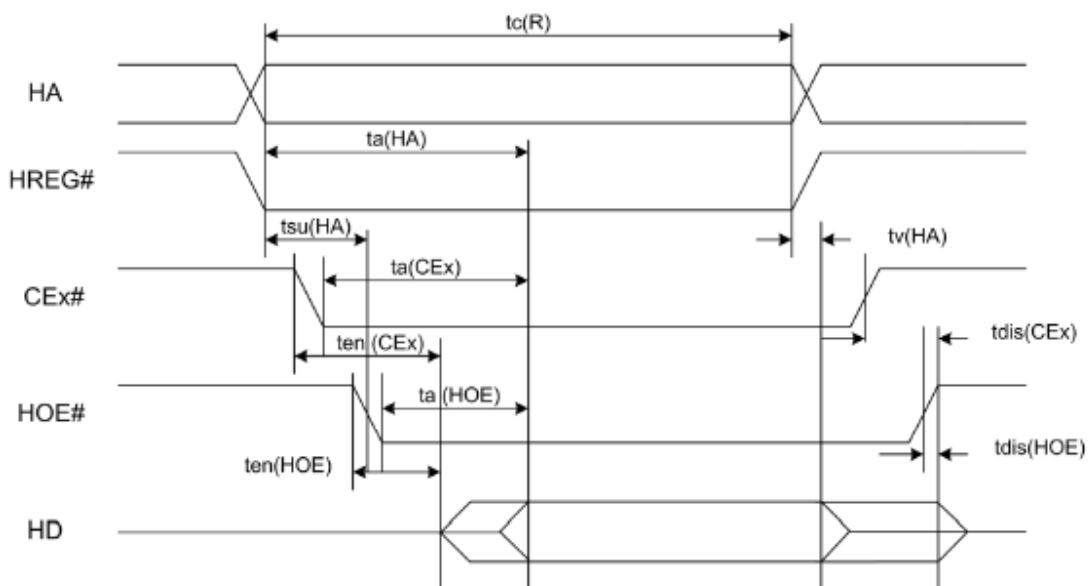 tc(R)
HA
ta(HA)
HREG#
tsu(HA)
tv(HA)
ta(CEx)
CEx#
ten (CEx)
tdis(CEx)
ta (HOE)
HOE#
ten(HOE)
tdis(HOE)
HD